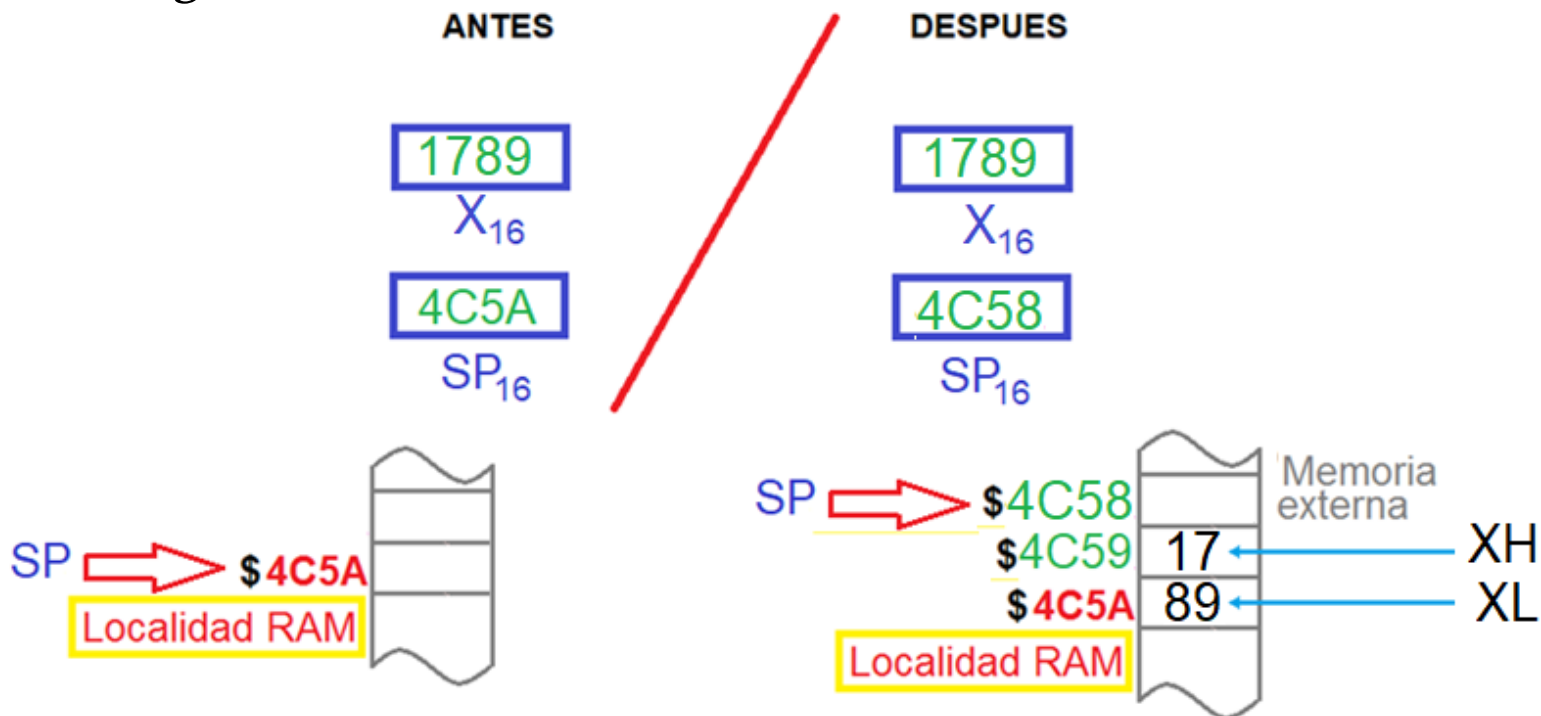 ANTES
DESPUES
1789
X16
4C5A
SP16
1789
X16
4C58
SP16
SP
$4C5A
Localidad RAM
SP
$4C58
Memoria
externa
$4C59
17
XH
$4C5A
89
XL
Localidad RAM